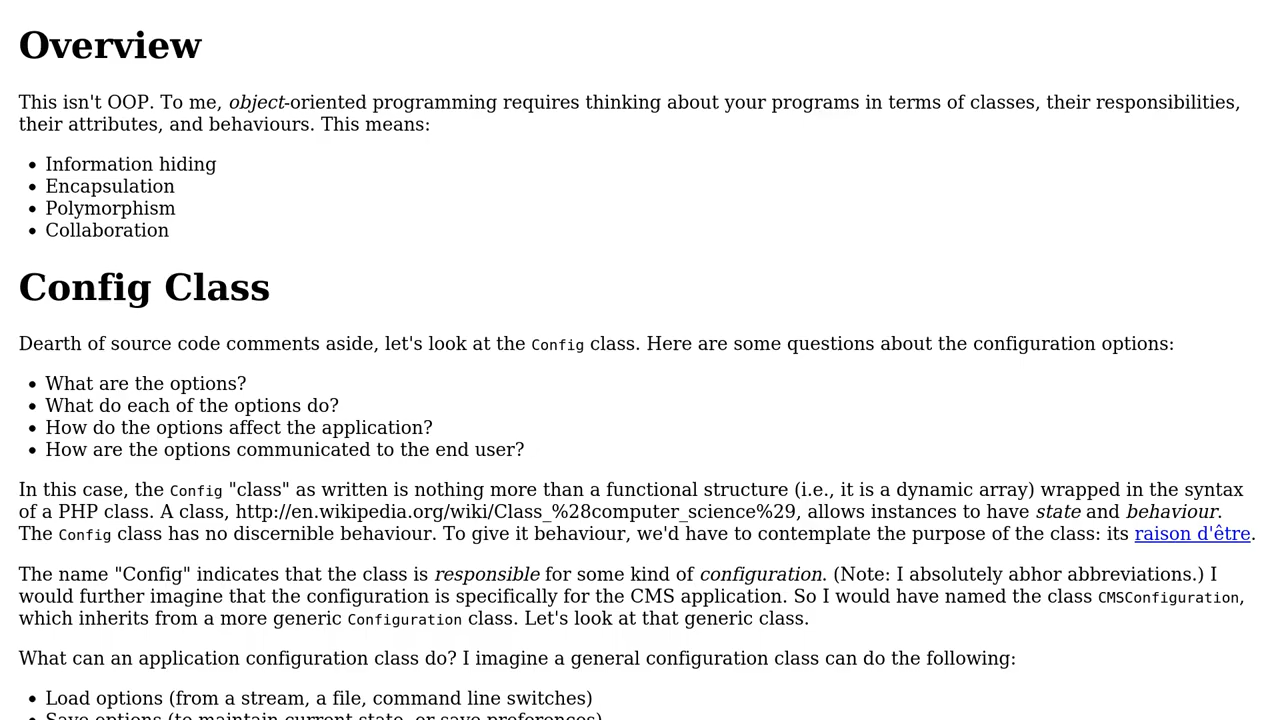 Overview
This isn't OOP. To me, object-oriented programming requires thinking about your programs in terms of classes, their responsibilities,
their attributes, and behaviours. This means:
• Information hiding
• Encapsulation
• Polymorphism
• Collaboration
Config Class
Dearth of source code comments aside, let's look at the Config class. Here are some questions about the configuration options:
• What are the options?
• What do each of the options do?
• How do the options affect the application?
• How are the options communicated to the end user?
In this case, the Config "class" as written is nothing more than a functional structure (i.e., it is a dynamic array) wrapped in the syntax
of a PHP class. A class, http://en.wikipedia.org/wiki/Class_%28computer_science%29, allows instances to have state and behaviour.
The Config class has no discernible behaviour. To give it behaviour, we'd have to contemplate the purpose of the class: its raison d'être.
The name "Config" indicates that the class is responsible for some kind of configuration. (Note: I absolutely abhor abbreviations.) I
would further imagine that the configuration is specifically for the CMS application. So I would have named the class CMSConfiguration,
which inherits from a more generic Configuration class. Let's look at that generic class.
What can an application configuration class do? I imagine a general configuration class can do the following:
• Load options (from a stream, a file, command line switches)
• Save options (to maintain current state, or save preferences)